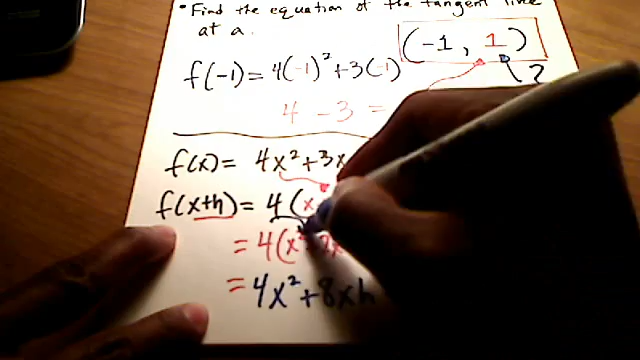 • Find the equation of the tangent line
at a.
(-1, 1)
f(-1) = 4(-1)² + 3(-1)
?
4 - 3 =
f(x) = 4x² + 3x
f(x+h) = 4(x
= 4(x²
= 4x² + 8xh